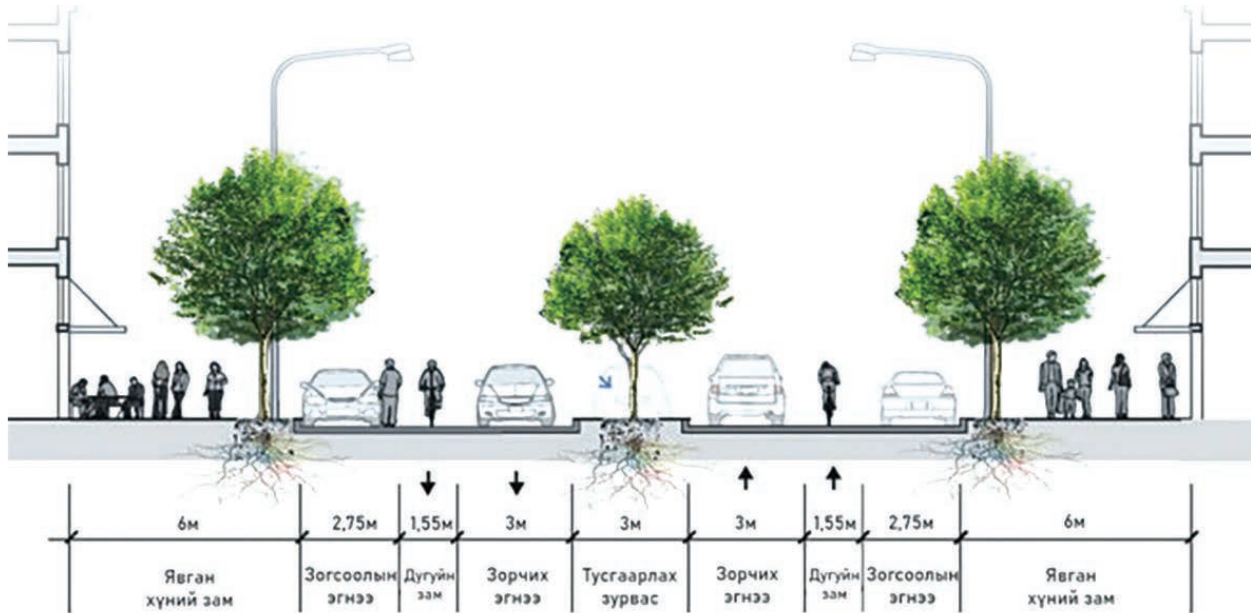 6м 2,75м 1,55м 3м 3м 3м 1,55м 2,75м 6м
Явган
хүний зам
Зогсоолын
эгнээ
Дугуйн
зам
Зорчих
эгнээ
Тусгаарлах
зурвас
Зорчих
эгнээ
Дугуйн
зам
Зогсоолын
эгнээ
Явган
хүний зам